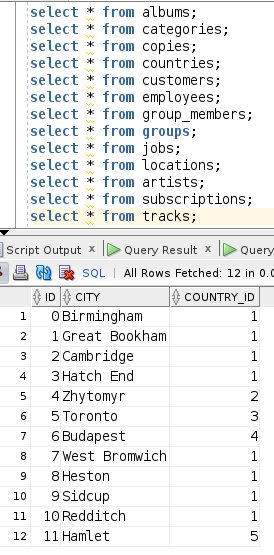 select * from albums;
select * from categories;
select * from copies;
select * from countries;
select * from customers;
select * from employees;
select * from group_members;
select * from groups;
select * from jobs;
select * from locations;
select * from artists;
select * from subscriptions;
select * from tracks;
Script Output x Query Result x Query
SQL | All Rows Fetched: 12 in 0.0
ID CITY COUNTRY_ID
1 0 Birmingham 1
2 1 Great Bookham 1
3 2 Cambridge 1
4 3 Hatch End 1
5 4 Zhytomyr 2
6 5 Toronto 3
7 6 Budapest 4
8 7 West Bromwich 1
9 8 Heston 1
10 9 Sidcup 1
11 10 Redditch 1
12 11 Hamlet 5